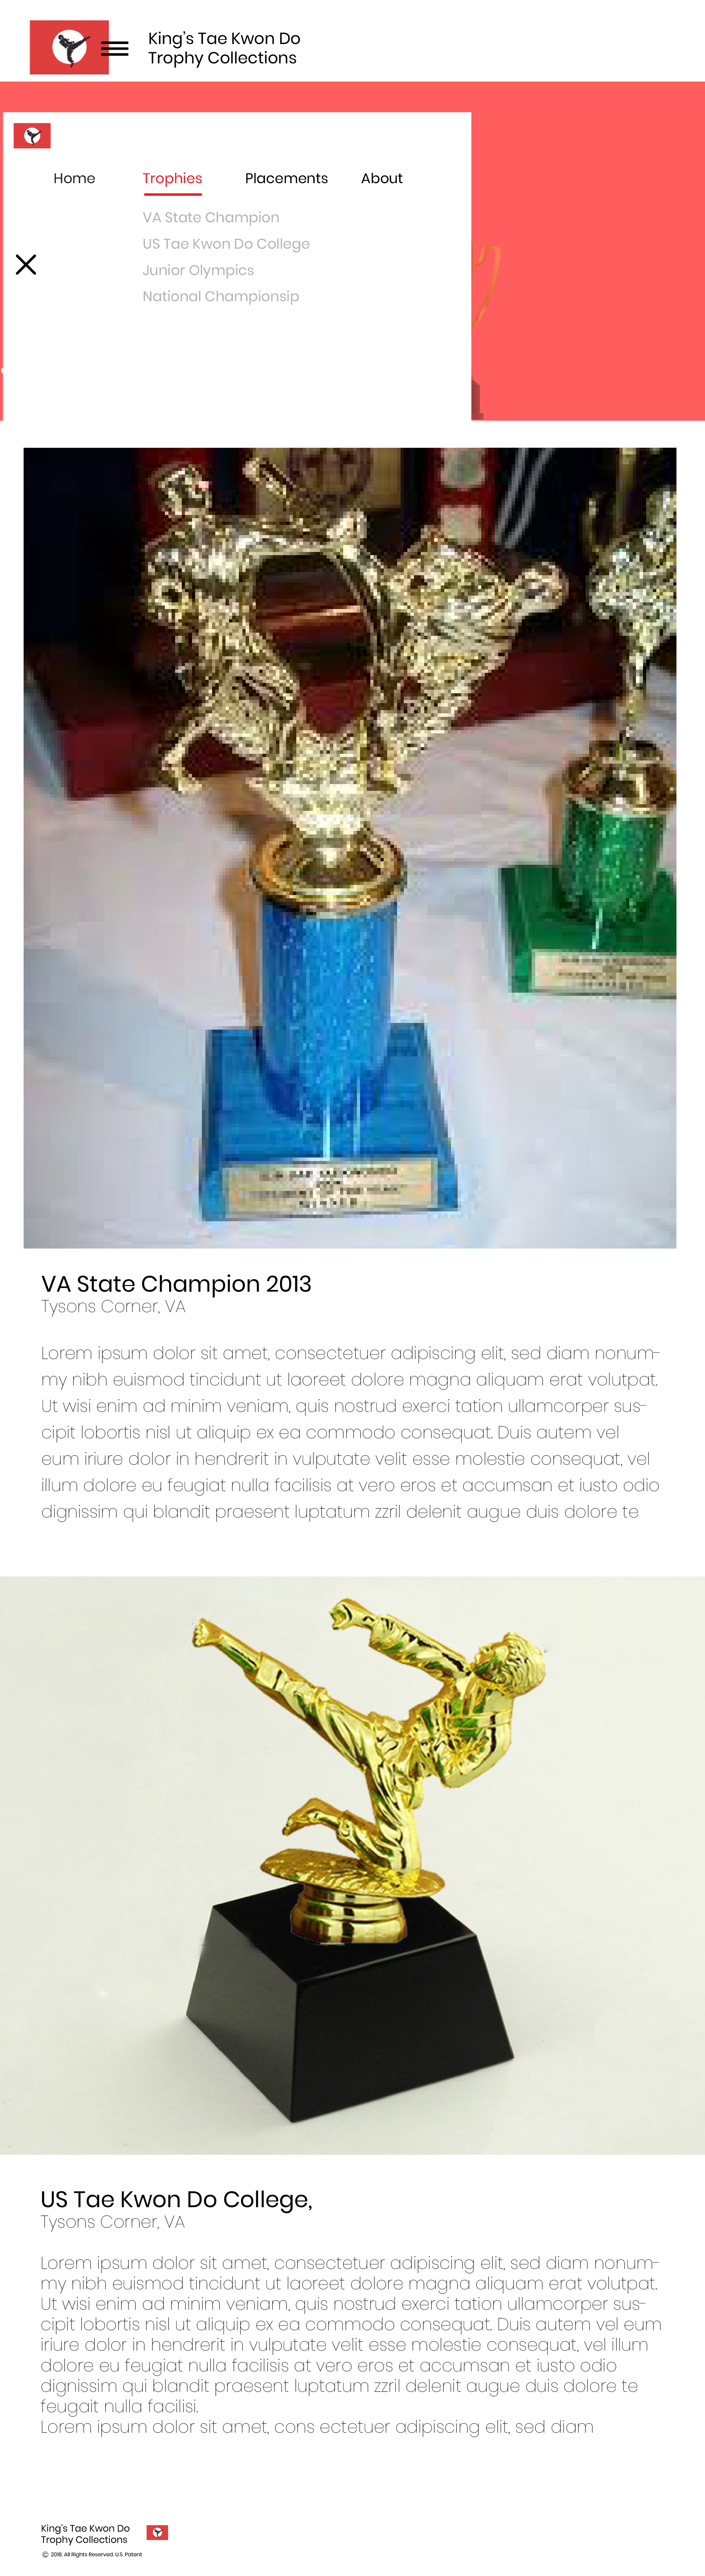 King's Tae Kwon Do
Trophy Collections
Home Trophies Placements About
VA State Champion
US Tae Kwon Do College
Junior Olympics
National Championsip
VA State Champion 2013
Tysons Corner, VA
Lorem ipsum dolor sit amet, consectetuer adipiscing elit, sed diam nonum-
my nibh euismod tincidunt ut laoreet dolore magna aliquam erat volutpat.
Ut wisi enim ad minim veniam, quis nostrud exerci tation ullamcorper sus-
cipit lobortis nisl ut aliquip ex ea commodo consequat. Duis autem vel
eum iriure dolor in hendrerit in vulputate velit esse molestie consequat, vel
illum dolore eu feugiat nulla facilisis at vero eros et accumsan et iusto odio
dignissim qui blandit praesent luptatum zzril delenit augue duis dolore te
US Tae Kwon Do College,
Tysons Corner, VA
Lorem ipsum dolor sit amet, consectetuer adipiscing elit, sed diam nonum-
my nibh euismod tincidunt ut laoreet dolore magna aliquam erat volutpat.
Ut wisi enim ad minim veniam, quis nostrud exerci tation ullamcorper sus-
cipit lobortis nisl ut aliquip ex ea commodo consequat. Duis autem vel eum
iriure dolor in hendrerit in vulputate velit esse molestie consequat, vel illum
dolore eu feugiat nulla facilisis at vero eros et accumsan et iusto odio
dignissim qui blandit praesent luptatum zzril delenit augue duis dolore te
feugait nulla facilisi.
Lorem ipsum dolor sit amet, cons ectetuer adipiscing elit, sed diam
King's Tae Kwon Do
Trophy Collections
© 2018. All Rights Reserved. U.S. Patent